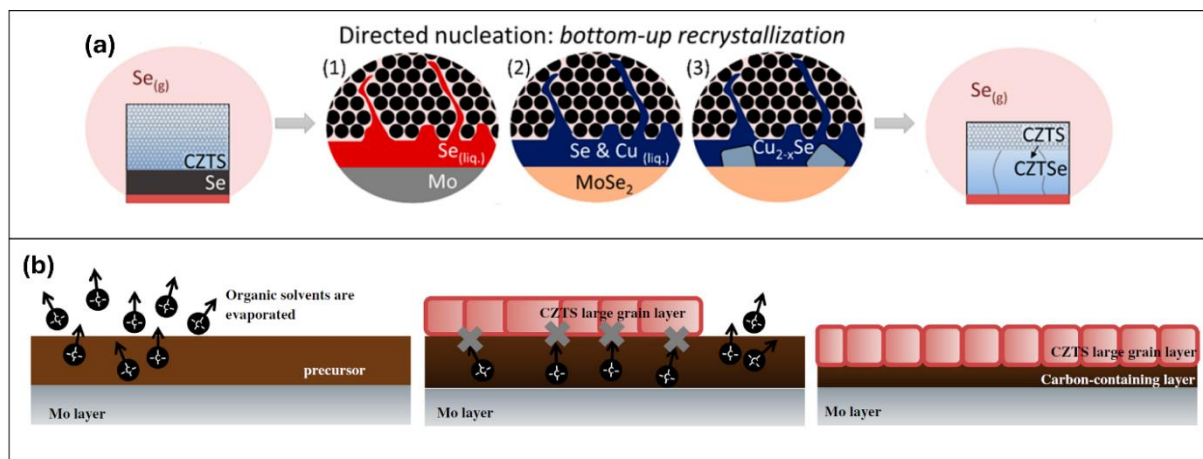 (a)
Directed nucleation: bottom-up recrystallization
Se(g)
CZTS
Se
(1)
Se(liq.)
Mo
(2)
Se & Cu (liq.)
MoSe2
(3)
Cu2-xSe
Se(g)
CZTS
CZTSe
(b)
Organic solvents are
evaporated
precursor
Mo layer
CZTS large grain layer
Mo layer
CZTS large grain layer
Carbon-containing layer
Mo layer